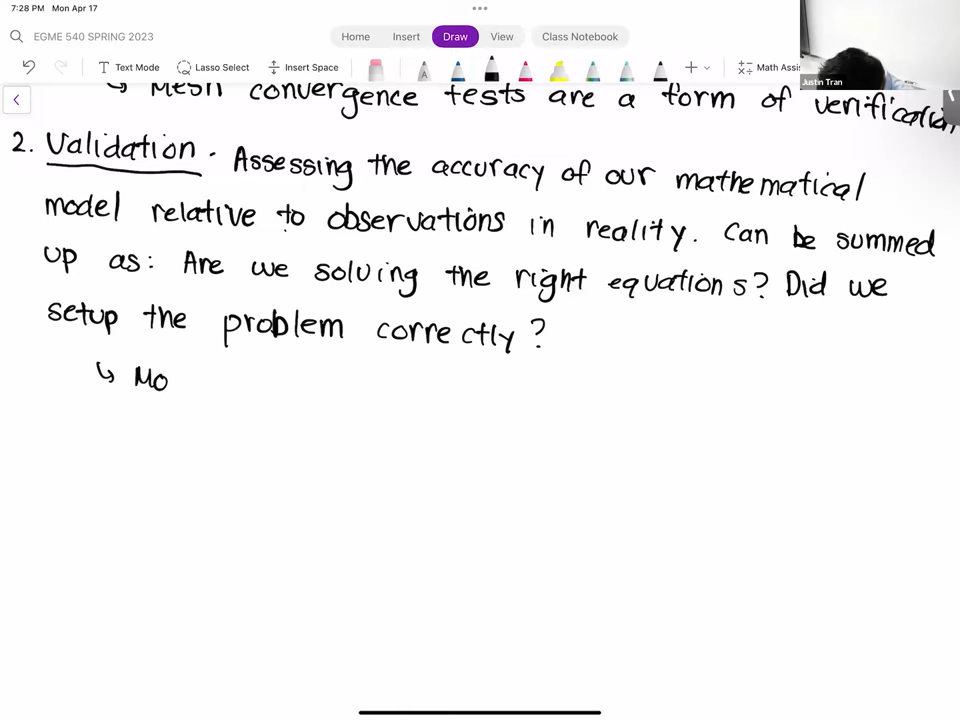 7:28 PM Mon Apr 17
EGME 540 SPRING 2023
Home Insert Draw View Class Notebook
Text Mode Lasso Select Insert Space Math Assis
Justin Tran
↳ Mesh convergence tests are a form of verification
2. Validation - Assessing the accuracy of our mathematical
model relative to observations in reality. Can be summed
up as: Are we solving the right equations? Did we
setup the problem correctly?
↳ Mo